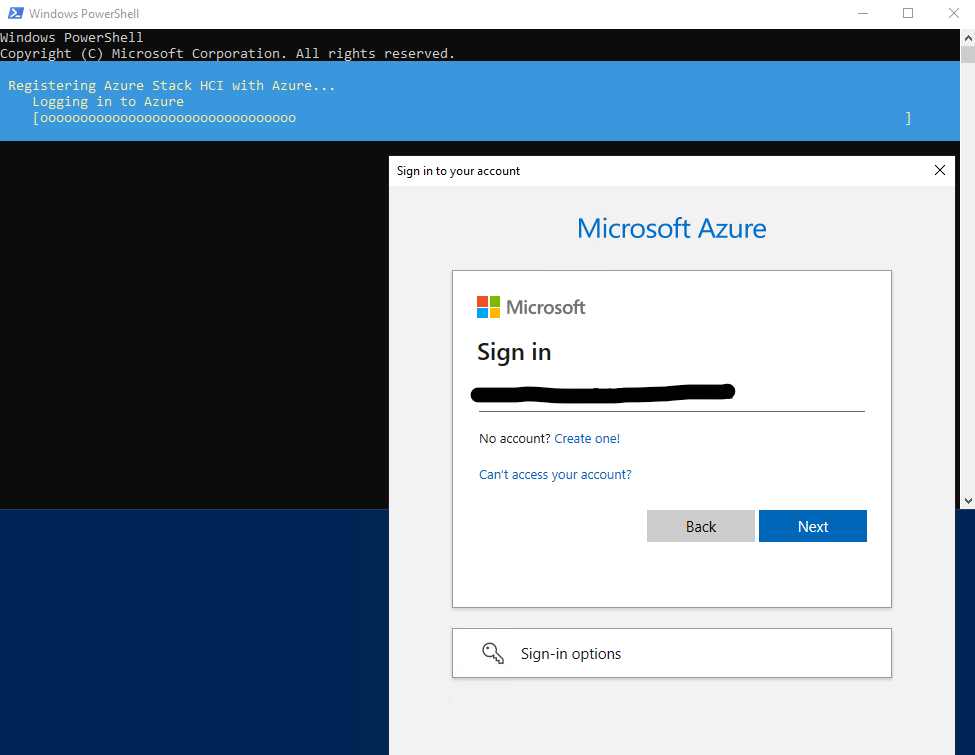 Windows PowerShell
Windows PowerShell
Copyright (C) Microsoft Corporation. All rights reserved.
Registering Azure Stack HCI with Azure...
Logging in to Azure
[oooooooooooooooooooooooooooooooo ]
Sign in to your account
Microsoft Azure
Microsoft
Sign in
No account? Create one!
Can't access your account?
Back Next
Sign-in options